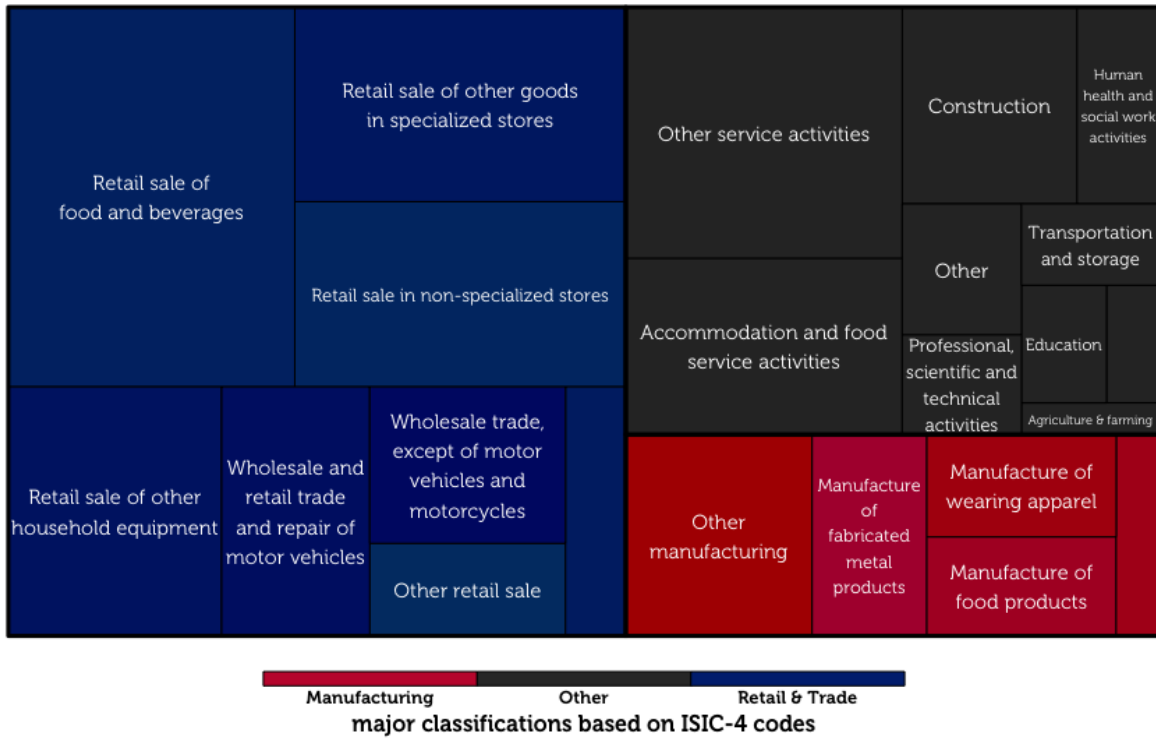 Retail sale of
food and beverages
Retail sale of other goods
in specialized stores
Retail sale in non-specialized stores
Retail sale of other
household equipment
Wholesale and
retail trade
and repair of
motor vehicles
Wholesale trade,
except of motor
vehicles and
motorcycles
Other retail sale
Other service activities
Accommodation and food
service activities
Construction
Human
health and
social work
activities
Other
Transportation
and storage
Professional,
scientific and
technical
activities
Education
Agriculture & farming
Other
manufacturing
Manufacture
of
fabricated
metal
products
Manufacture of
wearing apparel
Manufacture of
food products
Manufacturing
Other
Retail & Trade
major classifications based on ISIC-4 codes